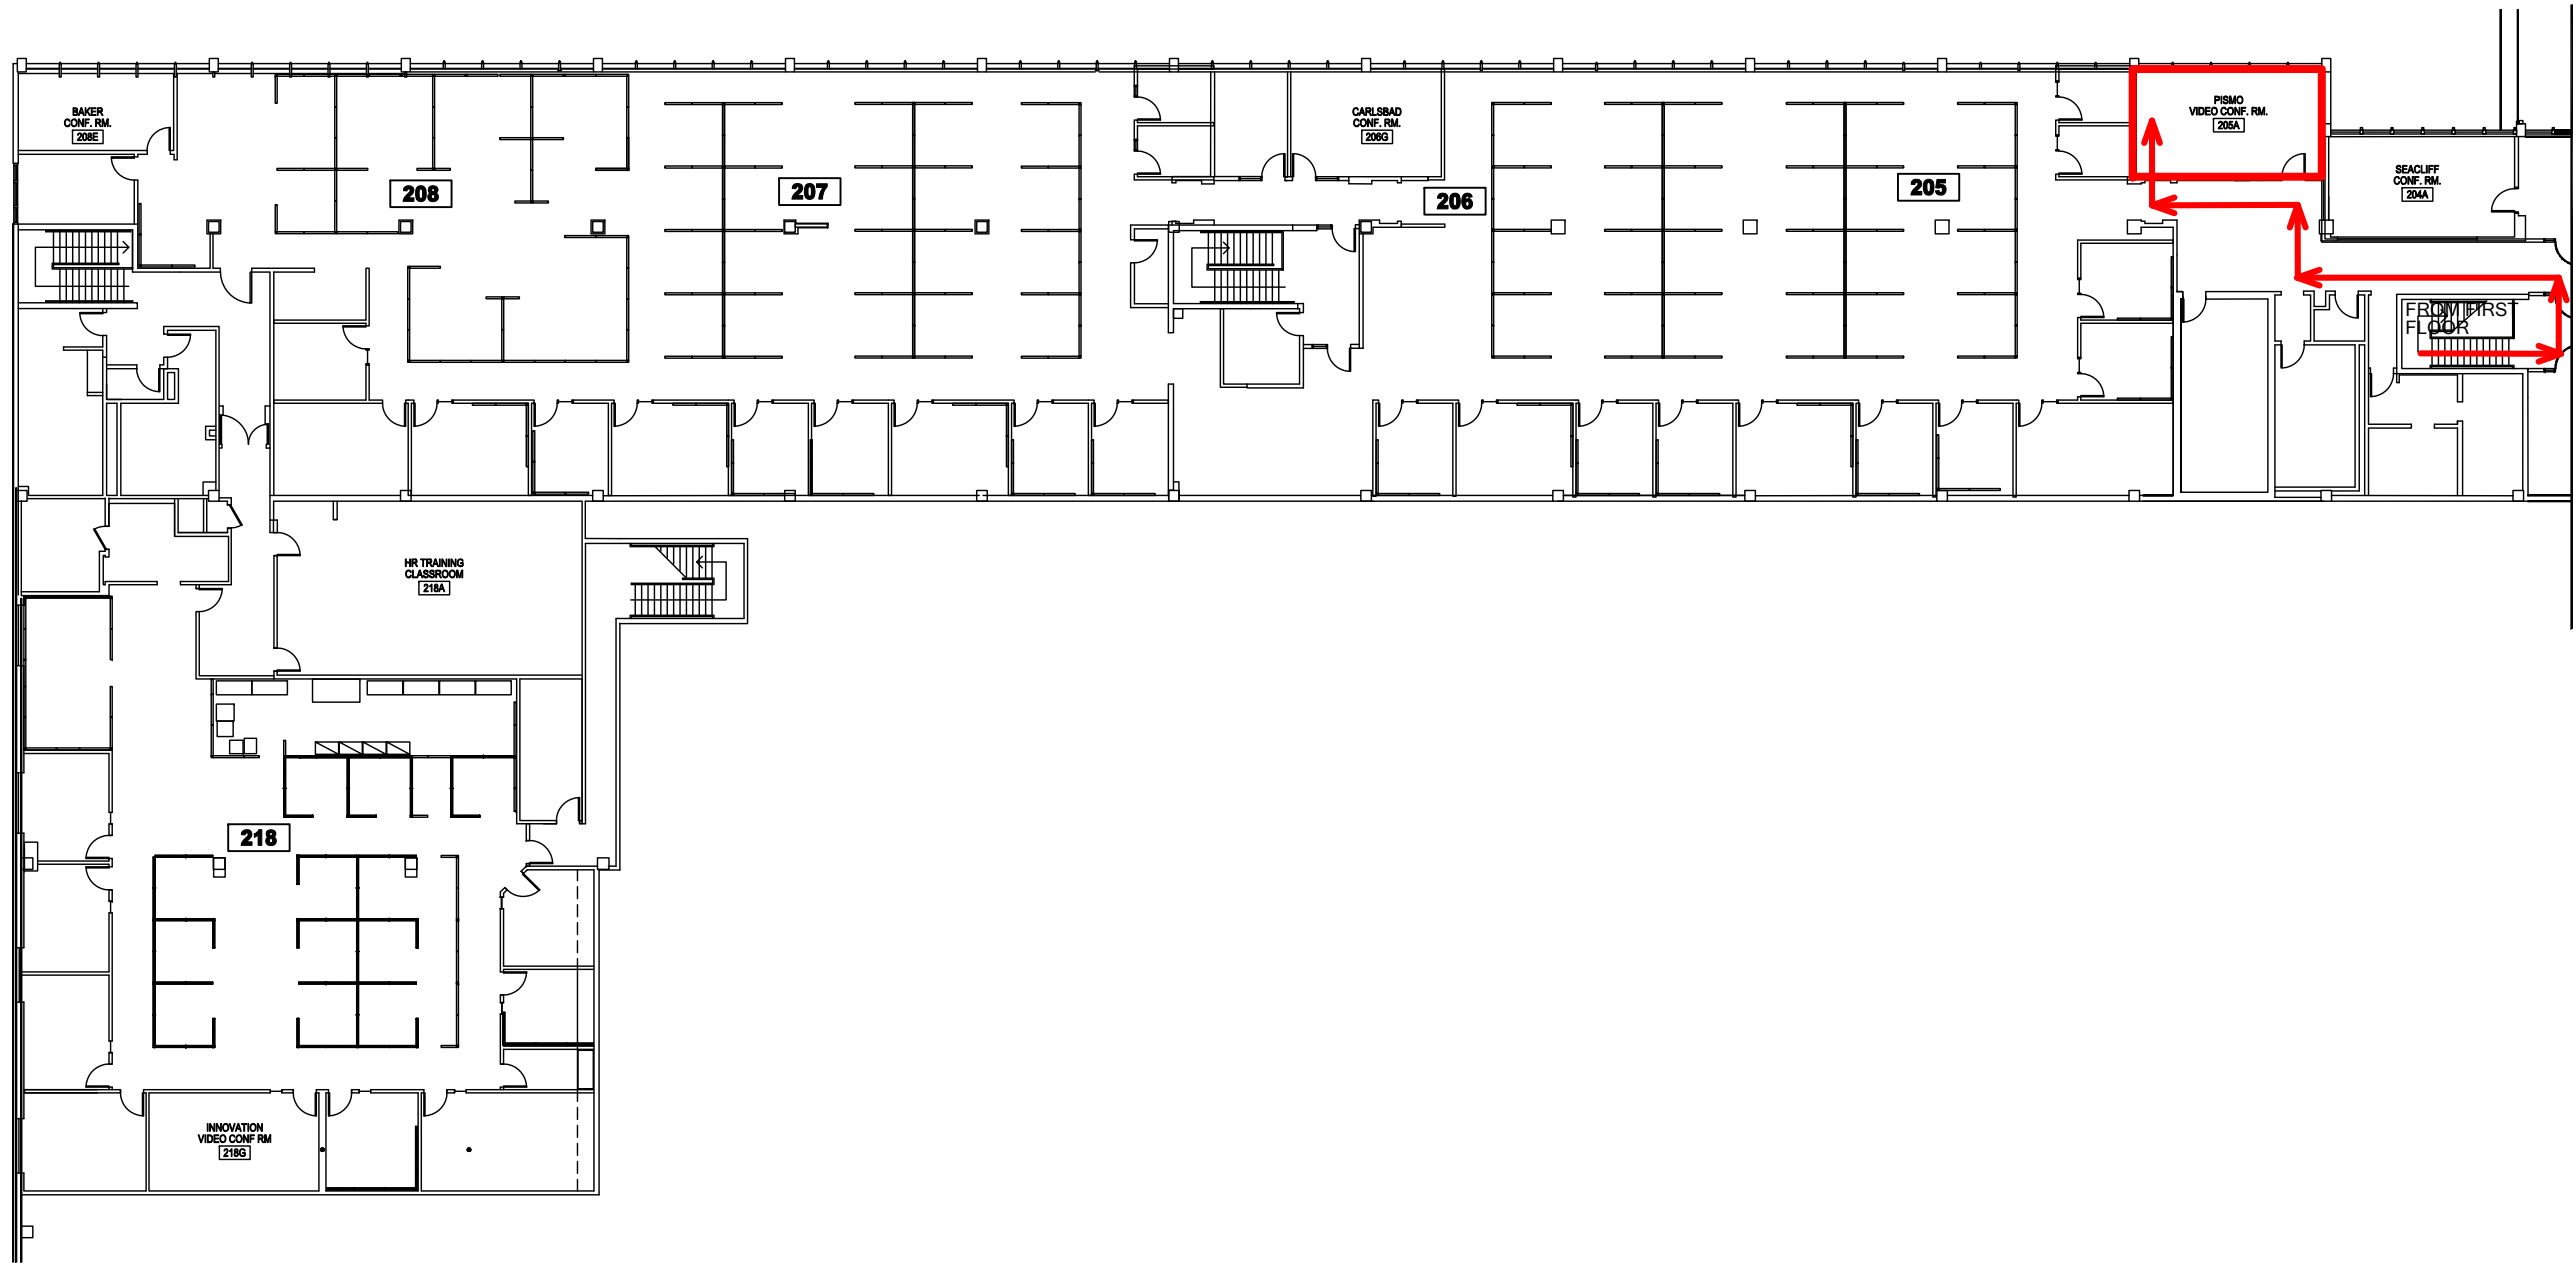 BAKER
CONF. RM.
208E
CARLSBAD
CONF. RM.
206G
PISMO
VIDEO CONF. RM.
205A
SEACLIFF
CONF. RM.
204A
208
207
206
205
FROM FIRST
FLOOR
HR TRAINING
CLASSROOM
218A
218
INNOVATION
VIDEO CONF RM
218G